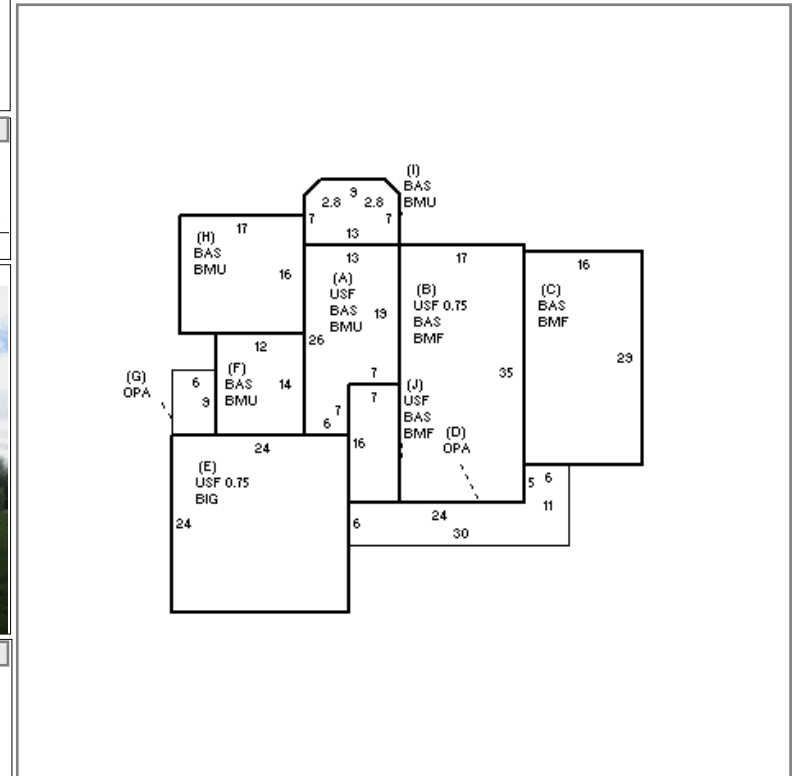 (I)
BAS
BMU
9
2.8 2.8
7 7
13
17
(H)
BAS
BMU
16
13
(A)
USF
BAS
BMU
19
26
7
7
6
17
(B)
USF 0.75
BAS
BMF
35
16
(C)
BAS
BMF
29
12
(F)
BAS
BMU
14
(G)
OPA
6
9
7
16
(J)
USF
BAS
BMF
(D)
OPA
24
(E)
USF 0.75
BIG
24
5 6
11
24
6
30